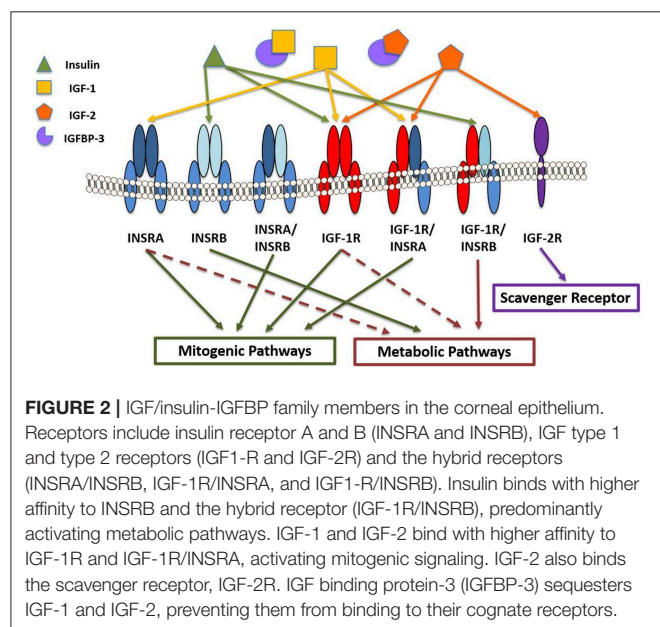 Insulin
IGF-1
IGF-2
IGFBP-3
INSRA
INSRB
INSRA/
INSRB
IGF-1R
IGF-1R/
INSRA
IGF-1R/
INSRB
IGF-2R
Scavenger Receptor
Mitogenic Pathways
Metabolic Pathways
FIGURE 2 | IGF/insulin-IGFBP family members in the corneal epithelium.
Receptors include insulin receptor A and B (INSRA and INSRB), IGF type 1
and type 2 receptors (IGF1-R and IGF-2R) and the hybrid receptors
(INSRA/INSRB, IGF-1R/INSRA, and IGF1-R/INSRB). Insulin binds with higher
affinity to INSRB and the hybrid receptor (IGF-1R/INSRB), predominantly
activating metabolic pathways. IGF-1 and IGF-2 bind with higher affinity to
IGF-1R and IGF-1R/INSRA, activating mitogenic signaling. IGF-2 also binds
the scavenger receptor, IGF-2R. IGF binding protein-3 (IGFBP-3) sequesters
IGF-1 and IGF-2, preventing them from binding to their cognate receptors.